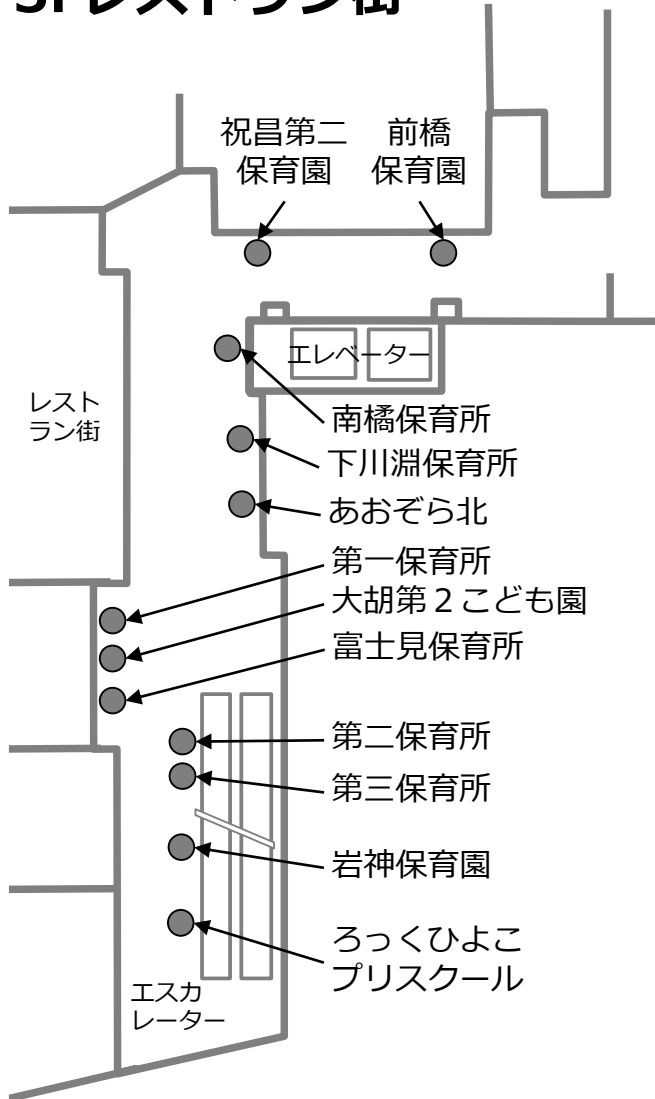 レストラン街
祝昌第二
保育園
前橋
保育園
エレベーター
レスト
ラン街
南橘保育所
下川淵保育所
あおぞら北
第一保育所
大胡第２こども園
富士見保育所
第二保育所
第三保育所
岩神保育園
ろっくひよこ
プリスクール
エスカ
レーター